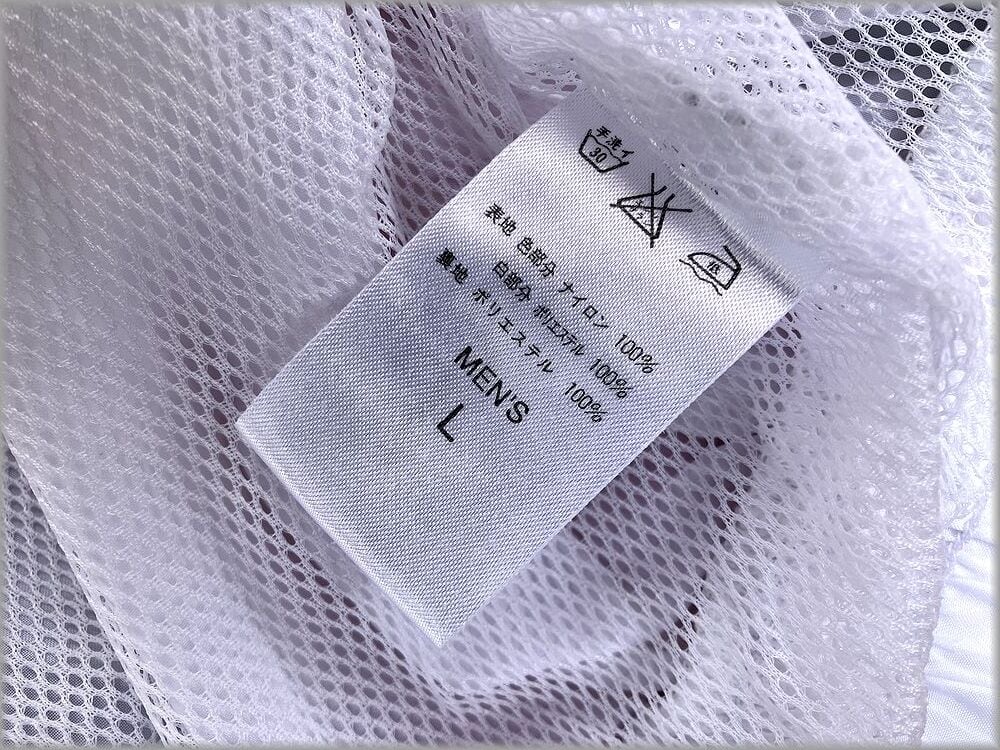 手洗イ
30
表地 色部分 ナイロン 100%
白部分 ポリエステル 100%
裏地 ポリエステル 100%
MEN'S
L